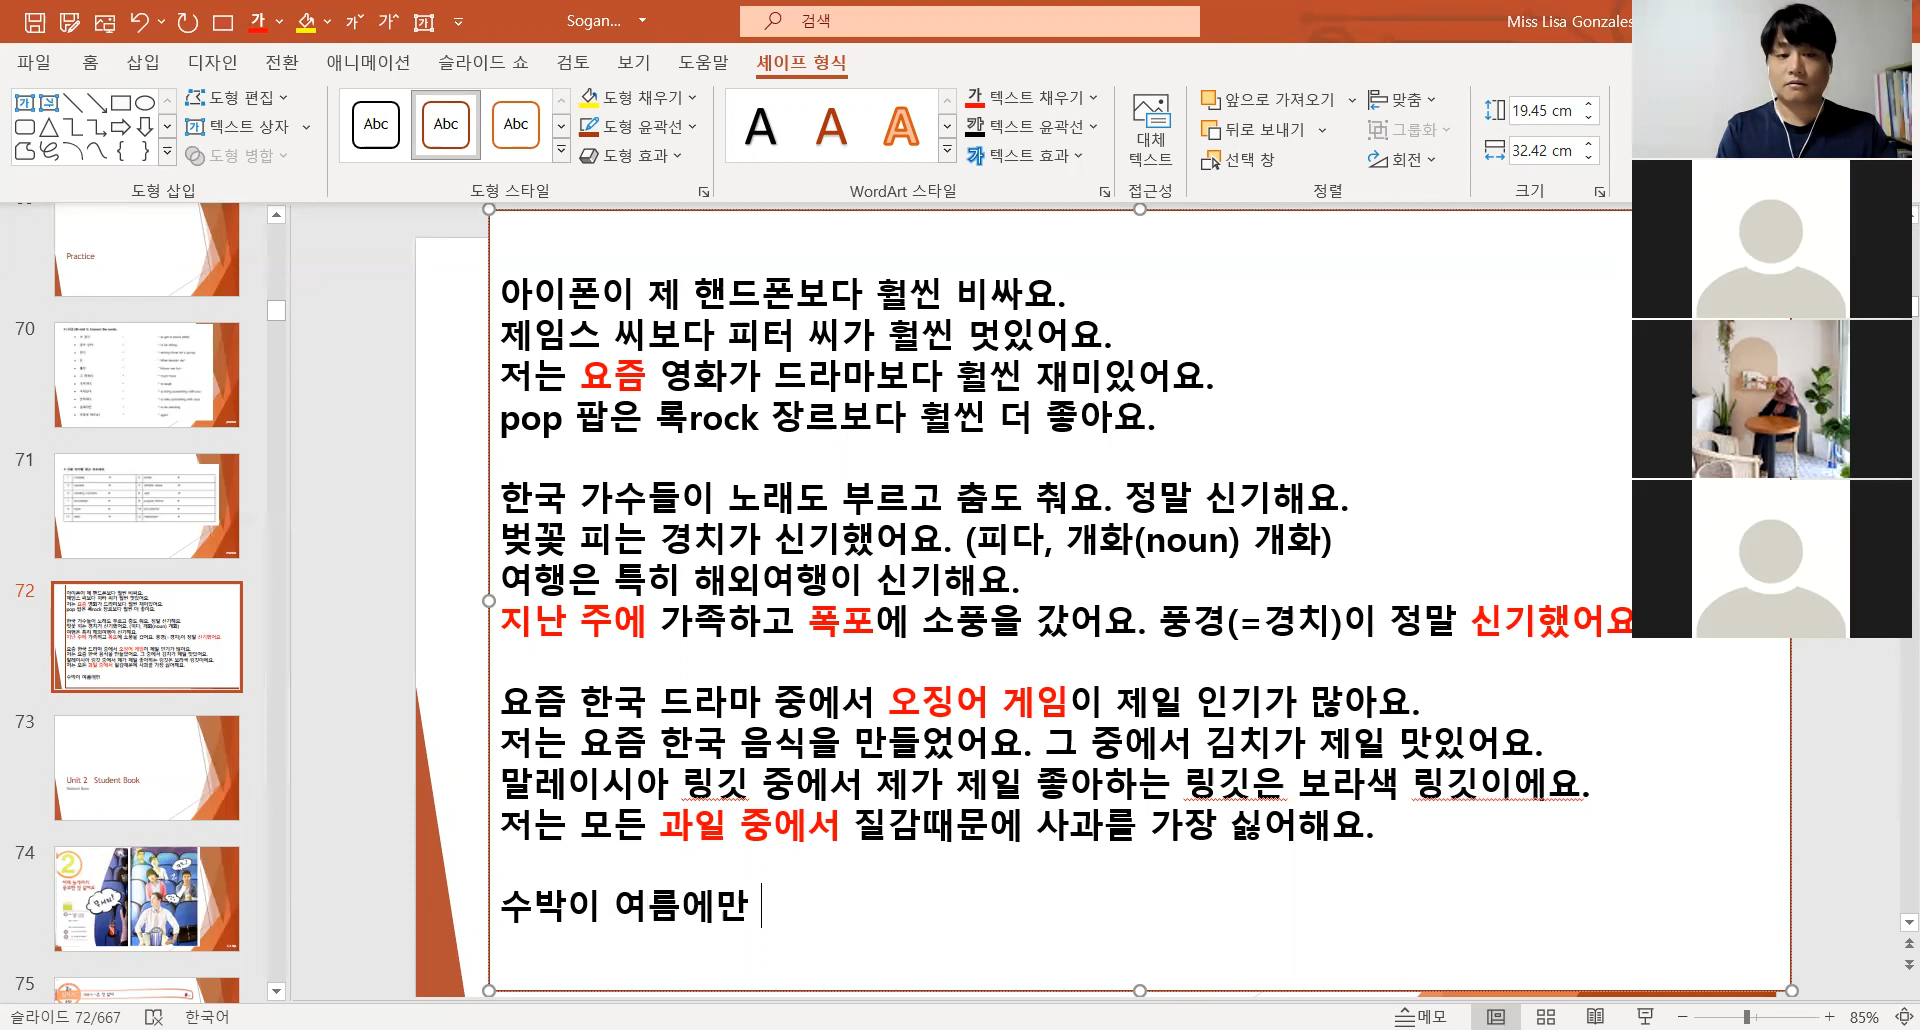 Sogan...
검색
Miss Lisa Gonzales
파일 홈 삽입 디자인 전환 애니메이션 슬라이드 쇼 검토 보기 도움말 셰이프 형식
도형 편집
텍스트 상자
도형 병합
도형 삽입
Abc Abc Abc
도형 채우기
도형 윤곽선
도형 효과
도형 스타일
A A A
텍스트 채우기
텍스트 윤곽선
텍스트 효과
WordArt 스타일
대체
텍스트
접근성
앞으로 가져오기
뒤로 보내기
선택 창
맞춤
그룹화
회전
정렬
19.45 cm
32.42 cm
크기
Practice
70
71
72
73
Unit 2 Student Book
74
75
아이폰이 제 핸드폰보다 훨씬 비싸요.
제임스 씨보다 피터 씨가 훨씬 멋있어요.
저는 요즘 영화가 드라마보다 훨씬 재미있어요.
pop 팝은 록rock 장르보다 훨씬 더 좋아요.
한국 가수들이 노래도 부르고 춤도 춰요. 정말 신기해요.
벚꽃 피는 경치가 신기했어요. (피다, 개화(noun) 개화)
여행은 특히 해외여행이 신기해요.
지난 주에 가족하고 폭포에 소풍을 갔어요. 풍경(=경치)이 정말 신기했어요
요즘 한국 드라마 중에서 오징어 게임이 제일 인기가 많아요.
저는 요즘 한국 음식을 만들었어요. 그 중에서 김치가 제일 맛있어요.
말레이시아 링깃 중에서 제가 제일 좋아하는 링깃은 보라색 링깃이에요.
저는 모든 과일 중에서 질감때문에 사과를 가장 싫어해요.
수박이 여름에만
슬라이드 72/667
한국어
메모
85%